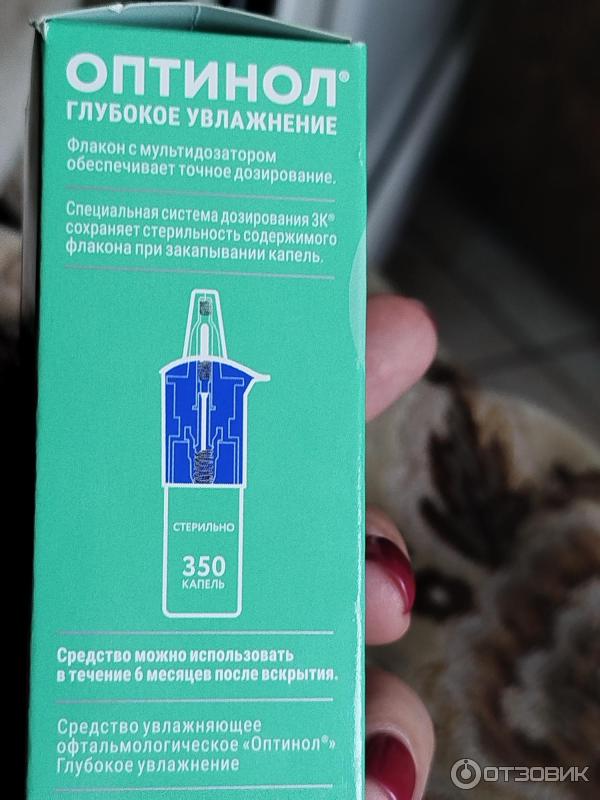 ОПТИНОЛ®
ГЛУБОКОЕ УВЛАЖНЕНИЕ
Флакон с мультидозатором
обеспечивает точное дозирование.
Специальная система дозирования 3К®
сохраняет стерильность содержимого
флакона при закапывании капель.
СТЕРИЛЬНО
350
КАПЕЛЬ
Средство можно использовать
в течение 6 месяцев после вскрытия.
Средство увлажняющее
офтальмологическое «Оптинол®»
Глубокое увлажнение
ОТЗОВИК